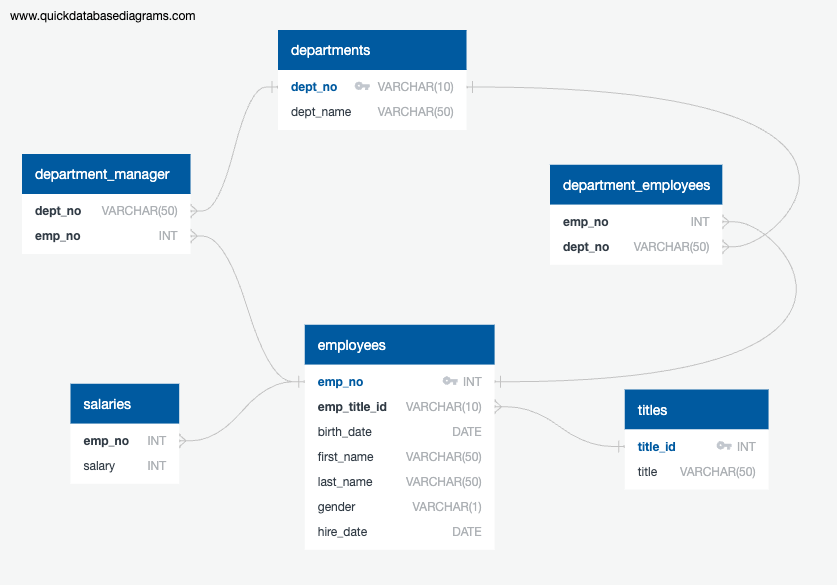 www.quickdatabasediagrams.com
departments
dept_no VARCHAR(10)
dept_name VARCHAR(50)
department_manager
dept_no VARCHAR(50)
emp_no INT
department_employees
emp_no INT
dept_no VARCHAR(50)
employees
emp_no INT
emp_title_id VARCHAR(10)
birth_date DATE
first_name VARCHAR(50)
last_name VARCHAR(50)
gender VARCHAR(1)
hire_date DATE
salaries
emp_no INT
salary INT
titles
title_id INT
title VARCHAR(50)